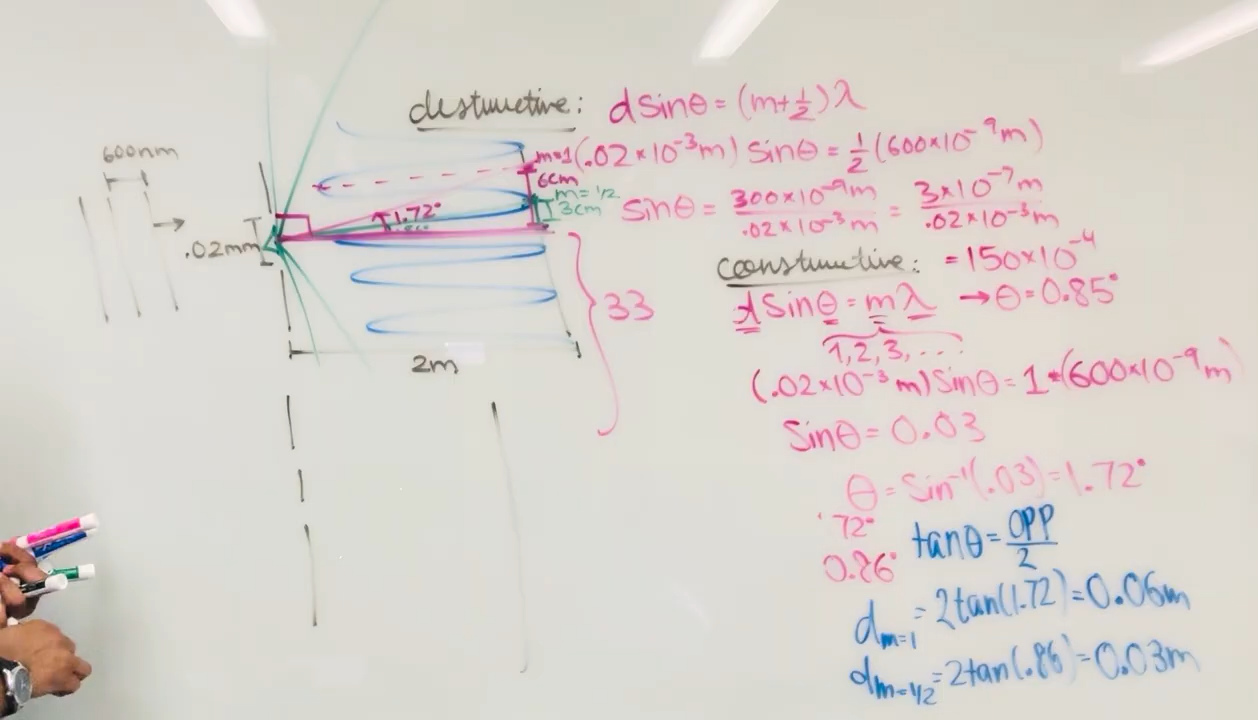 destructive: dsinθ = (m+½)λ
600nm
m=1 (.02×10⁻³m) sinθ = ½(600×10⁻⁹m)
6cm
m=½
3cm
sinθ = 300×10⁻⁹m/.02×10⁻³m = 3×10⁻⁷m/.02×10⁻³m
1.72°
.02mm
constructive: = 150×10⁻⁴
dsinθ = mλ → θ=0.85°
33
1,2,3,...
2m
(.02×10⁻³m)sinθ = 1•(600×10⁻⁹m)
sinθ = 0.03
θ = sin⁻¹(.03) = 1.72°
72°
0.86°
tanθ = opp/2
d m=1 = 2tan(1.72) = 0.06m
d m=1/2 = 2tan(.86) = 0.03m